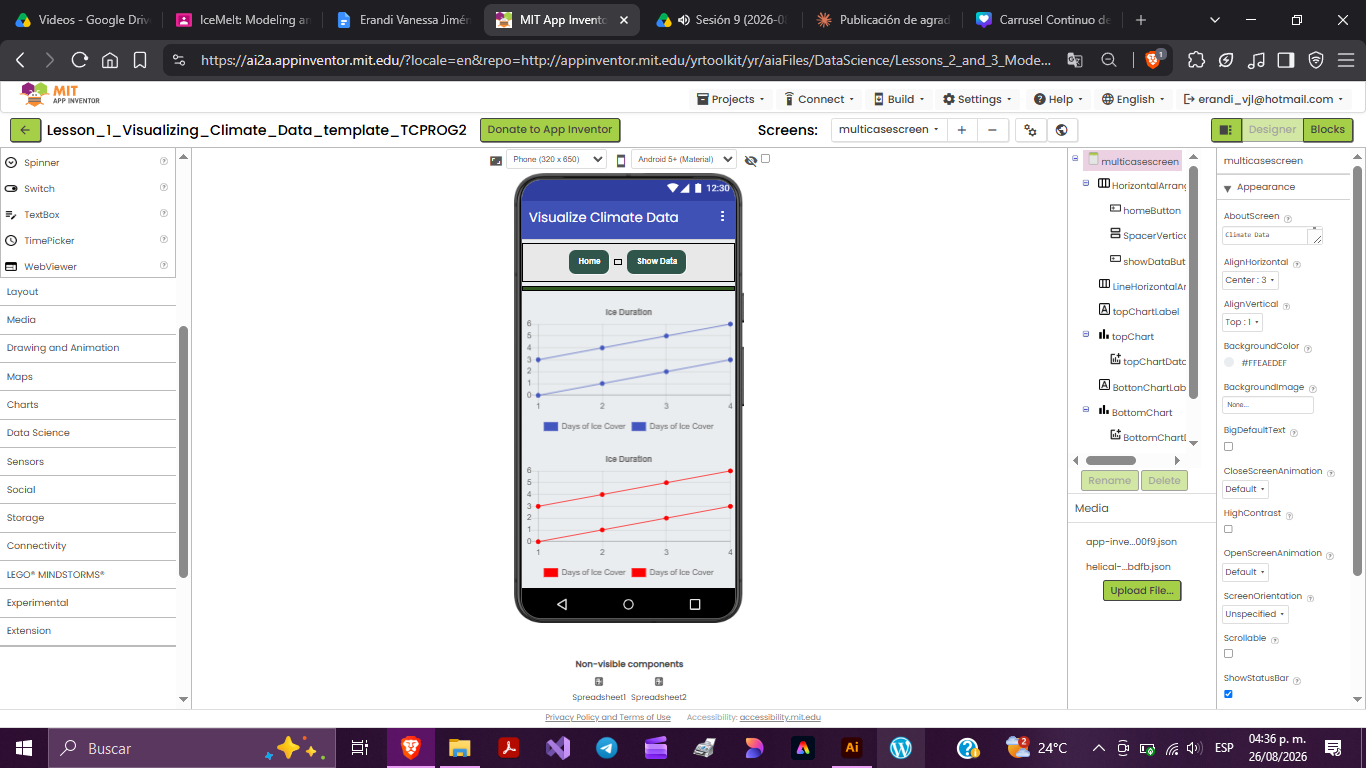 Videos - Google Driv
IceMelt: Modeling an
Erandi Vanessa Jimén
MIT App Invento
Sesión 9 (2026-08
Publicación de agrad
Carrusel Continuo de
https://ai2a.appinventor.mit.edu/?locale=en&repo=http://appinventor.mit.edu/yrtoolkit/yr/aiaFiles/DataScience/Lessons_2_and_3_Mode...
1
MIT
APP INVENTOR
Projects
Connect
Build
Settings
Help
English
erandi_vjl@hotmail.com
Lesson_1_Visualizing_Climate_Data_template_TCPROG2
Donate to App Inventor
Screens:
multicasescreen
Designer
Blocks
Spinner
Switch
TextBox
TimePicker
WebViewer
Layout
Media
Drawing and Animation
Maps
Charts
Data Science
Sensors
Social
Storage
Connectivity
LEGO® MINDSTORMS®
Experimental
Extension
Phone (320 x 650)
Android 5+ (Material)
12:30
Visualize Climate Data
Home
Show Data
Ice Duration
6
5
4
3
2
1
0
1 2 3 4
Days of Ice Cover Days of Ice Cover
Ice Duration
6
5
4
3
2
1
0
1 2 3 4
Days of Ice Cover Days of Ice Cover
Non-visible components
Spreadsheet1 Spreadsheet2
multicasescreen
HorizontalArrang
homeButton
SpacerVertic
showDataBut
LineHorizontalAr
topChartLabel
topChart
topChartData
BottonChartLab
BottomChart
BottomChartL
Rename
Delete
Media
app-inve...00f9.json
helical-...bdfb.json
Upload File...
multicasescreen
Appearance
AboutScreen
Climate Data
AlignHorizontal
Center : 3
AlignVertical
Top : 1
BackgroundColor
#FFEAEDEF
BackgroundImage
None...
BigDefaultText
CloseScreenAnimation
Default
HighContrast
OpenScreenAnimation
Default
ScreenOrientation
Unspecified
Scrollable
ShowStatusBar
Privacy Policy and Terms of Use
Accessibility: accessibility.mit.edu
Buscar
Ai
2
24°C
ESP
04:36 p. m.
26/08/2026